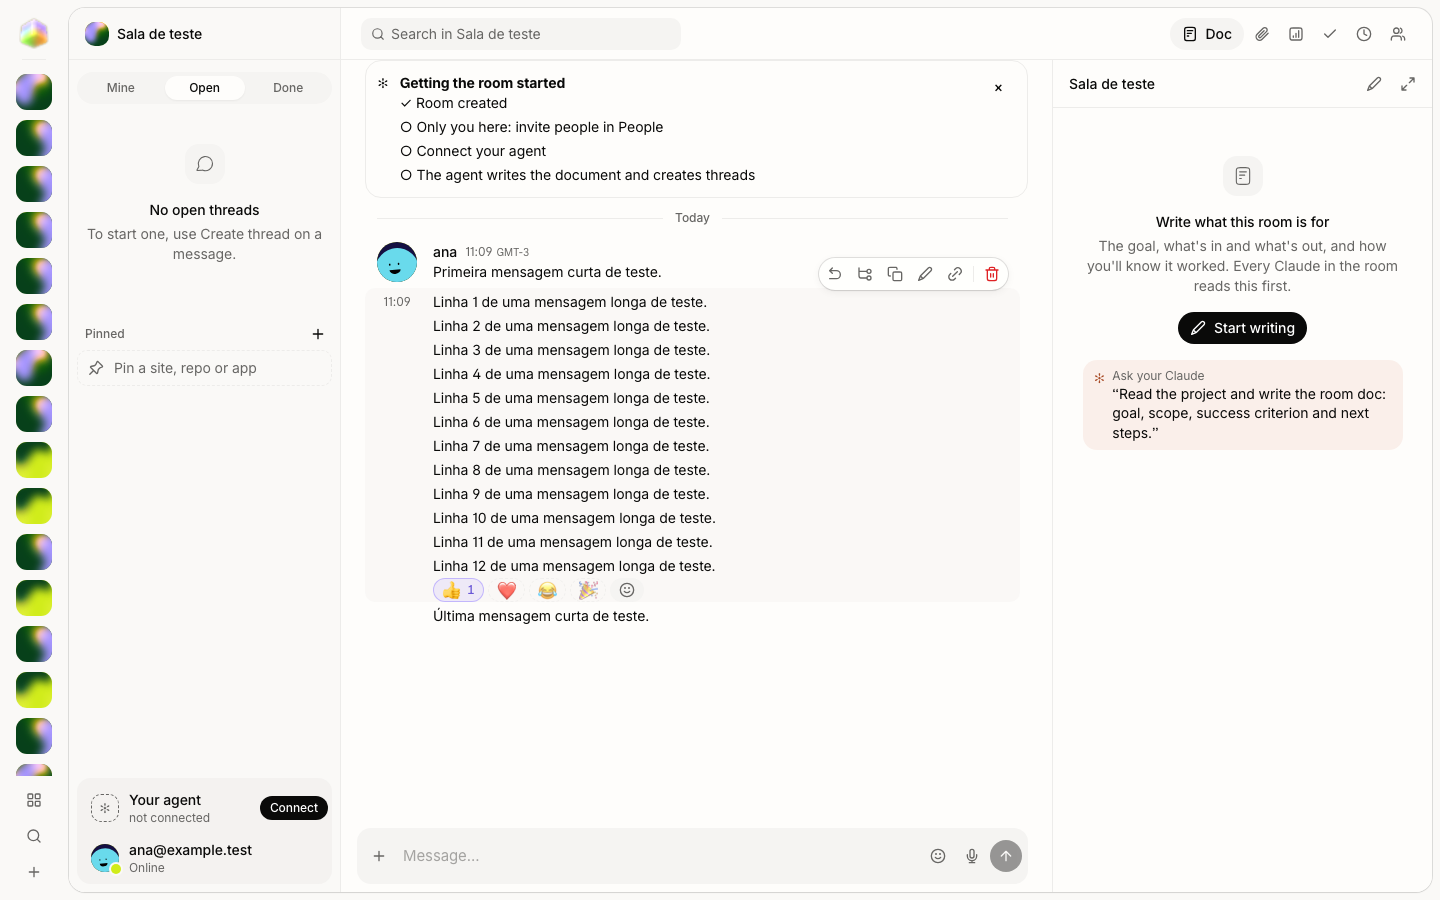 Sala de teste
Search in Sala de teste
Doc
Mine
Open
Done
No open threads
To start one, use Create thread on a
message.
Pinned
Pin a site, repo or app
Your agent
not connected
Connect
ana@example.test
Online
Getting the room started
✓ Room created
Only you here: invite people in People
Connect your agent
The agent writes the document and creates threads
Today
ana 11:09 GMT-3
Primeira mensagem curta de teste.
11:09 Linha 1 de uma mensagem longa de teste.
Linha 2 de uma mensagem longa de teste.
Linha 3 de uma mensagem longa de teste.
Linha 4 de uma mensagem longa de teste.
Linha 5 de uma mensagem longa de teste.
Linha 6 de uma mensagem longa de teste.
Linha 7 de uma mensagem longa de teste.
Linha 8 de uma mensagem longa de teste.
Linha 9 de uma mensagem longa de teste.
Linha 10 de uma mensagem longa de teste.
Linha 11 de uma mensagem longa de teste.
Linha 12 de uma mensagem longa de teste.
👍 1 ❤️ 😂 🎉
Última mensagem curta de teste.
Message...
Sala de teste
Write what this room is for
The goal, what's in and what's out, and how
you'll know it worked. Every Claude in the room
reads this first.
Start writing
Ask your Claude
“Read the project and write the room doc:
goal, scope, success criterion and next
steps.”